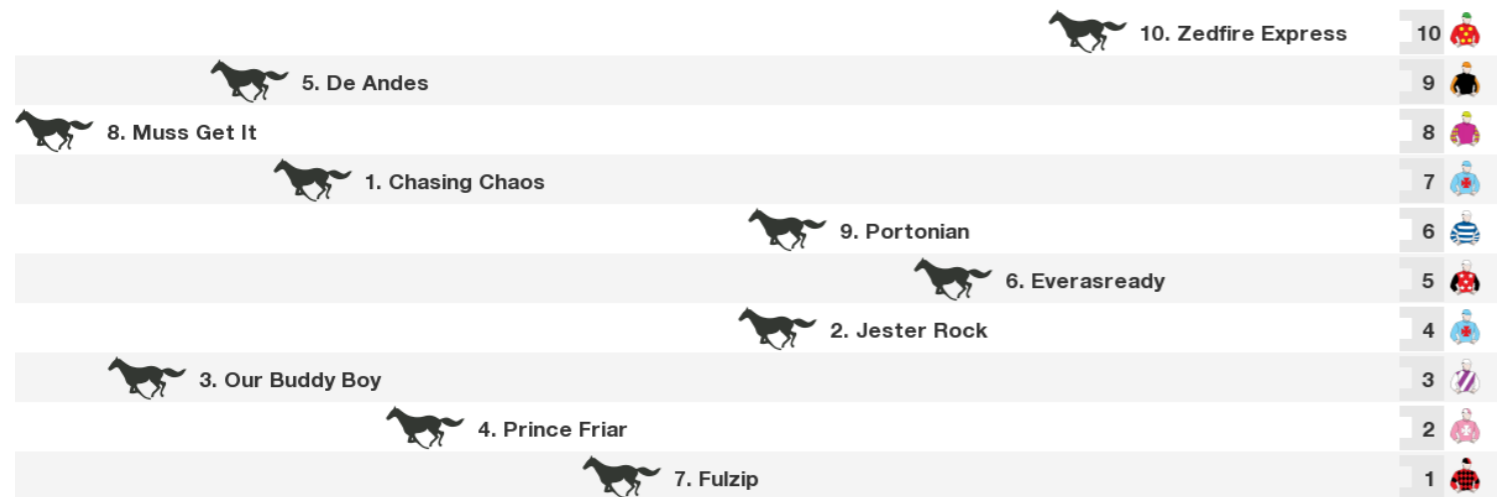 10. Zedfire Express 10
5. De Andes 9
8. Muss Get It 8
1. Chasing Chaos 7
9. Portonian 6
6. Everasready 5
2. Jester Rock 4
3. Our Buddy Boy 3
4. Prince Friar 2
7. Fulzip 1